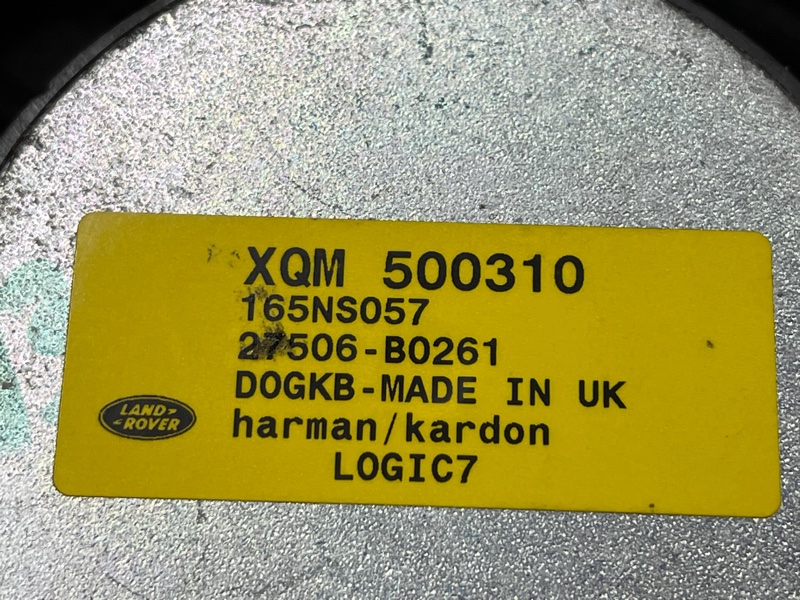 XQM 500310
165NS057
27506-B0261
DOGKB-MADE IN UK
LAND-
-ROVER
harman/kardon
LOGIC7